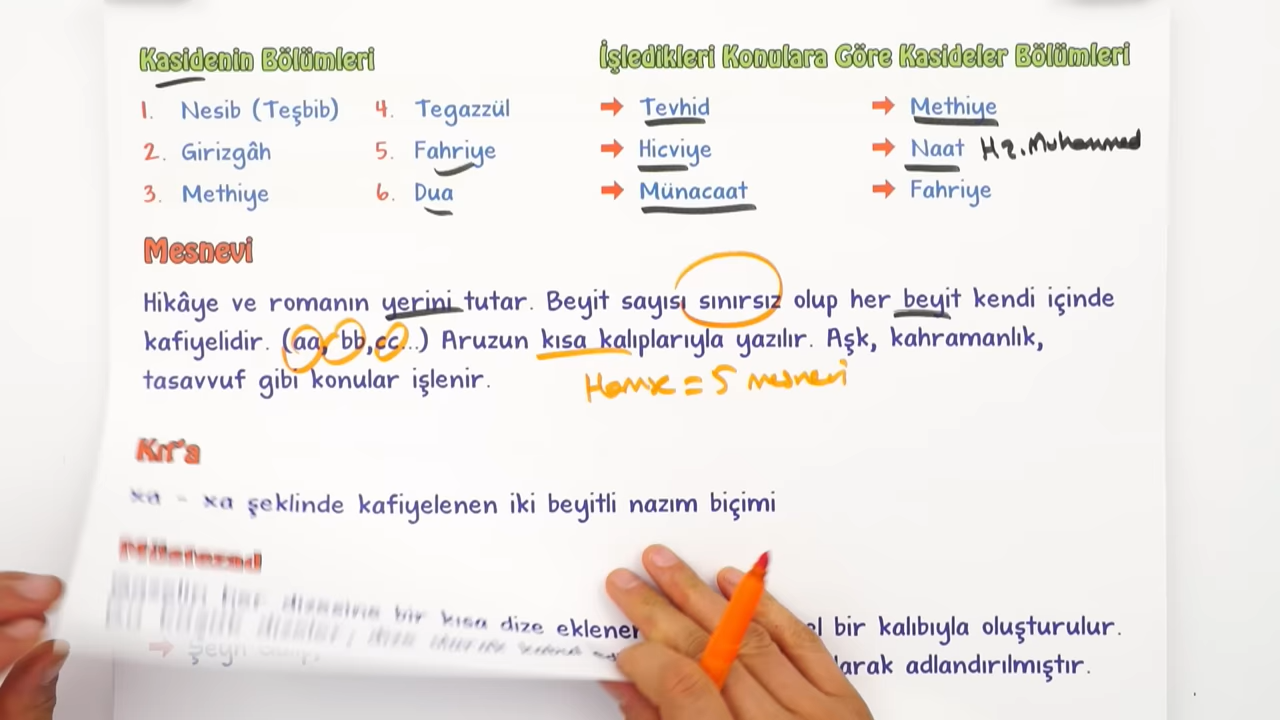 Kasidenin Bölümleri
1. Nesib (Teşbib)
2. Girizgâh
3. Methiye
4. Tegazzül
5. Fahriye
6. Dua
İşledikleri Konulara Göre Kasideler Bölümleri
➡ Tevhid
➡ Hicviye
➡ Münacaat
➡ Methiye
➡ Naat Hz. Muhammed
➡ Fahriye
Mesnevi
Hikâye ve romanın yerini tutar. Beyit sayısı sınırsız olup her beyit kendi içinde
kafiyelidir. (aa, bb,cc...) Aruzun kısa kalıplarıyla yazılır. Aşk, kahramanlık,
tasavvuf gibi konular işlenir.
= 5 mesnevi
Kıt'a
xa - xa şeklinde kafiyelenen iki beyitli nazım biçimi
Müstezad
her bir kısa dize bir kalıbıyla oluşturulur.
adlandırılmıştır.
➡ Şeyh